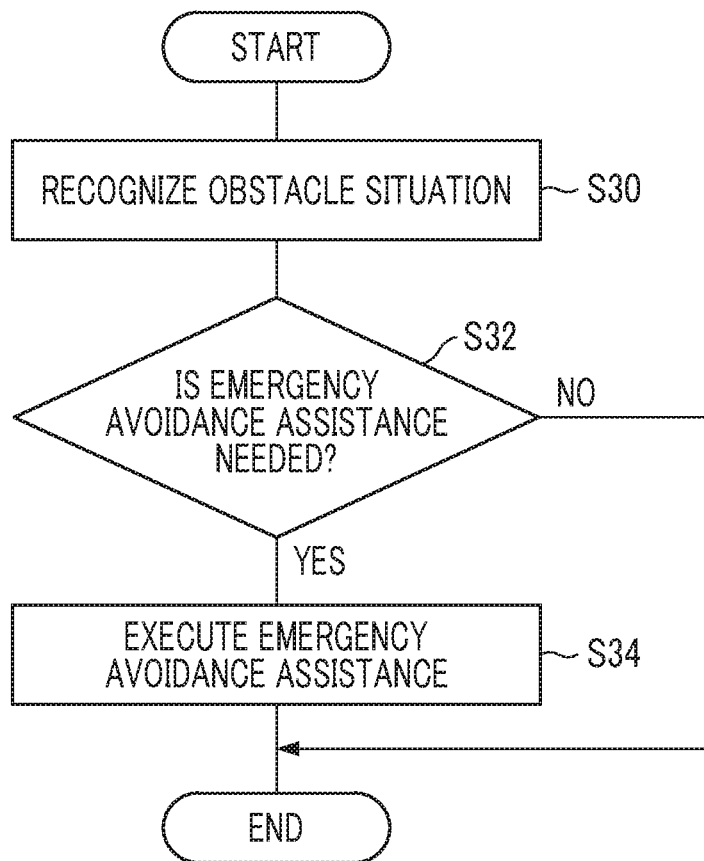 START
RECOGNIZE OBSTACLE SITUATION
S30
S32
IS EMERGENCY
AVOIDANCE ASSISTANCE
NEEDED?
NO
YES
EXECUTE EMERGENCY
AVOIDANCE ASSISTANCE
S34
END